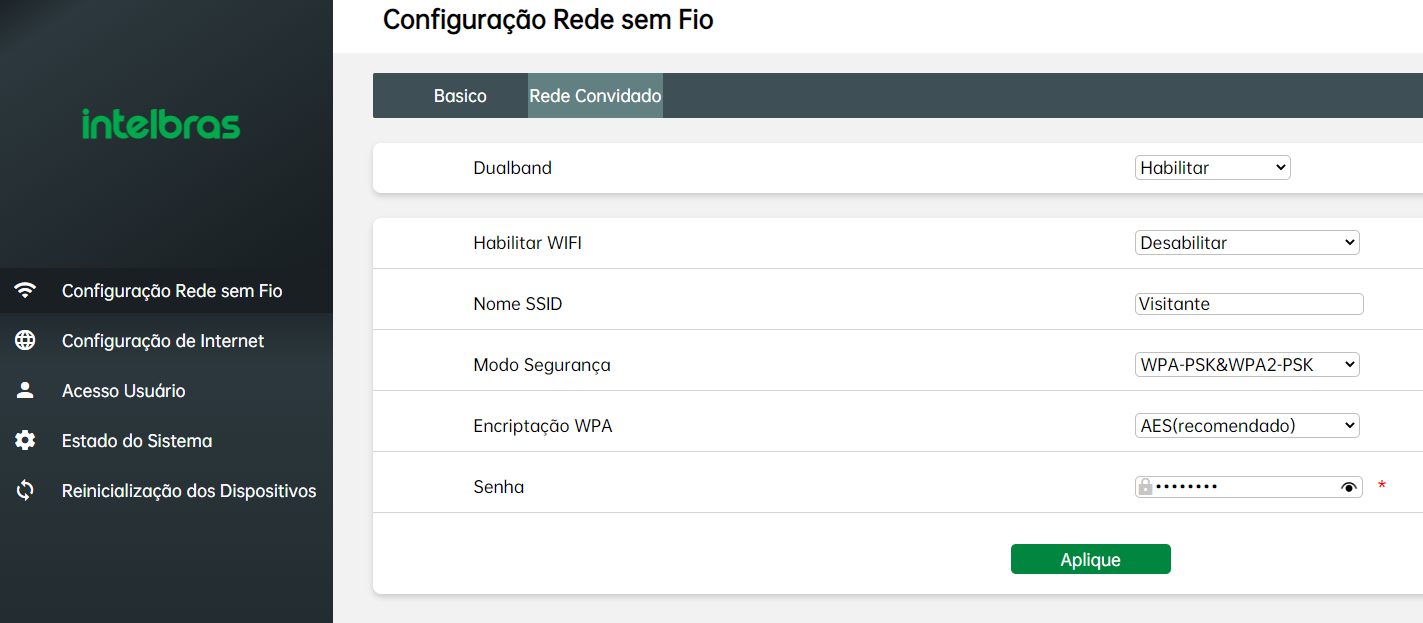 Configuração Rede sem Fio
intelbras
Configuração Rede sem Fio
Configuração de Internet
Acesso Usuário
Estado do Sistema
Reinicialização dos Dispositivos
Basico Rede Convidado
Dualband Habilitar
Habilitar WIFI Desabilitar
Nome SSID Visitante
Modo Segurança WPA-PSK&WPA2-PSK
Encriptação WPA AES(recomendado)
Senha •••••••• *
Aplique